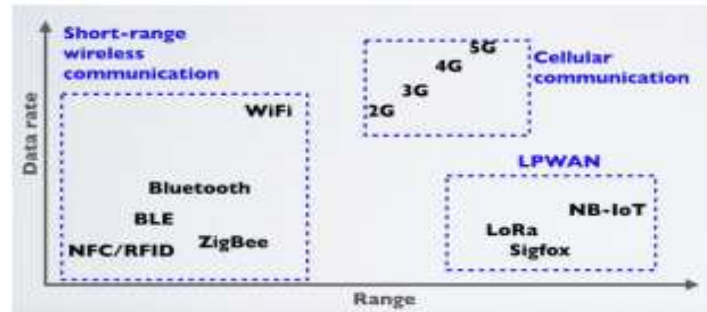 Short-range
wireless
communication
5G
4G
3G
2G
Cellular
communication
WiFi
Data rate
Bluetooth
BLE
NFC/RFID
ZigBee
LPWAN
NB-IoT
LoRa
Sigfox
Range